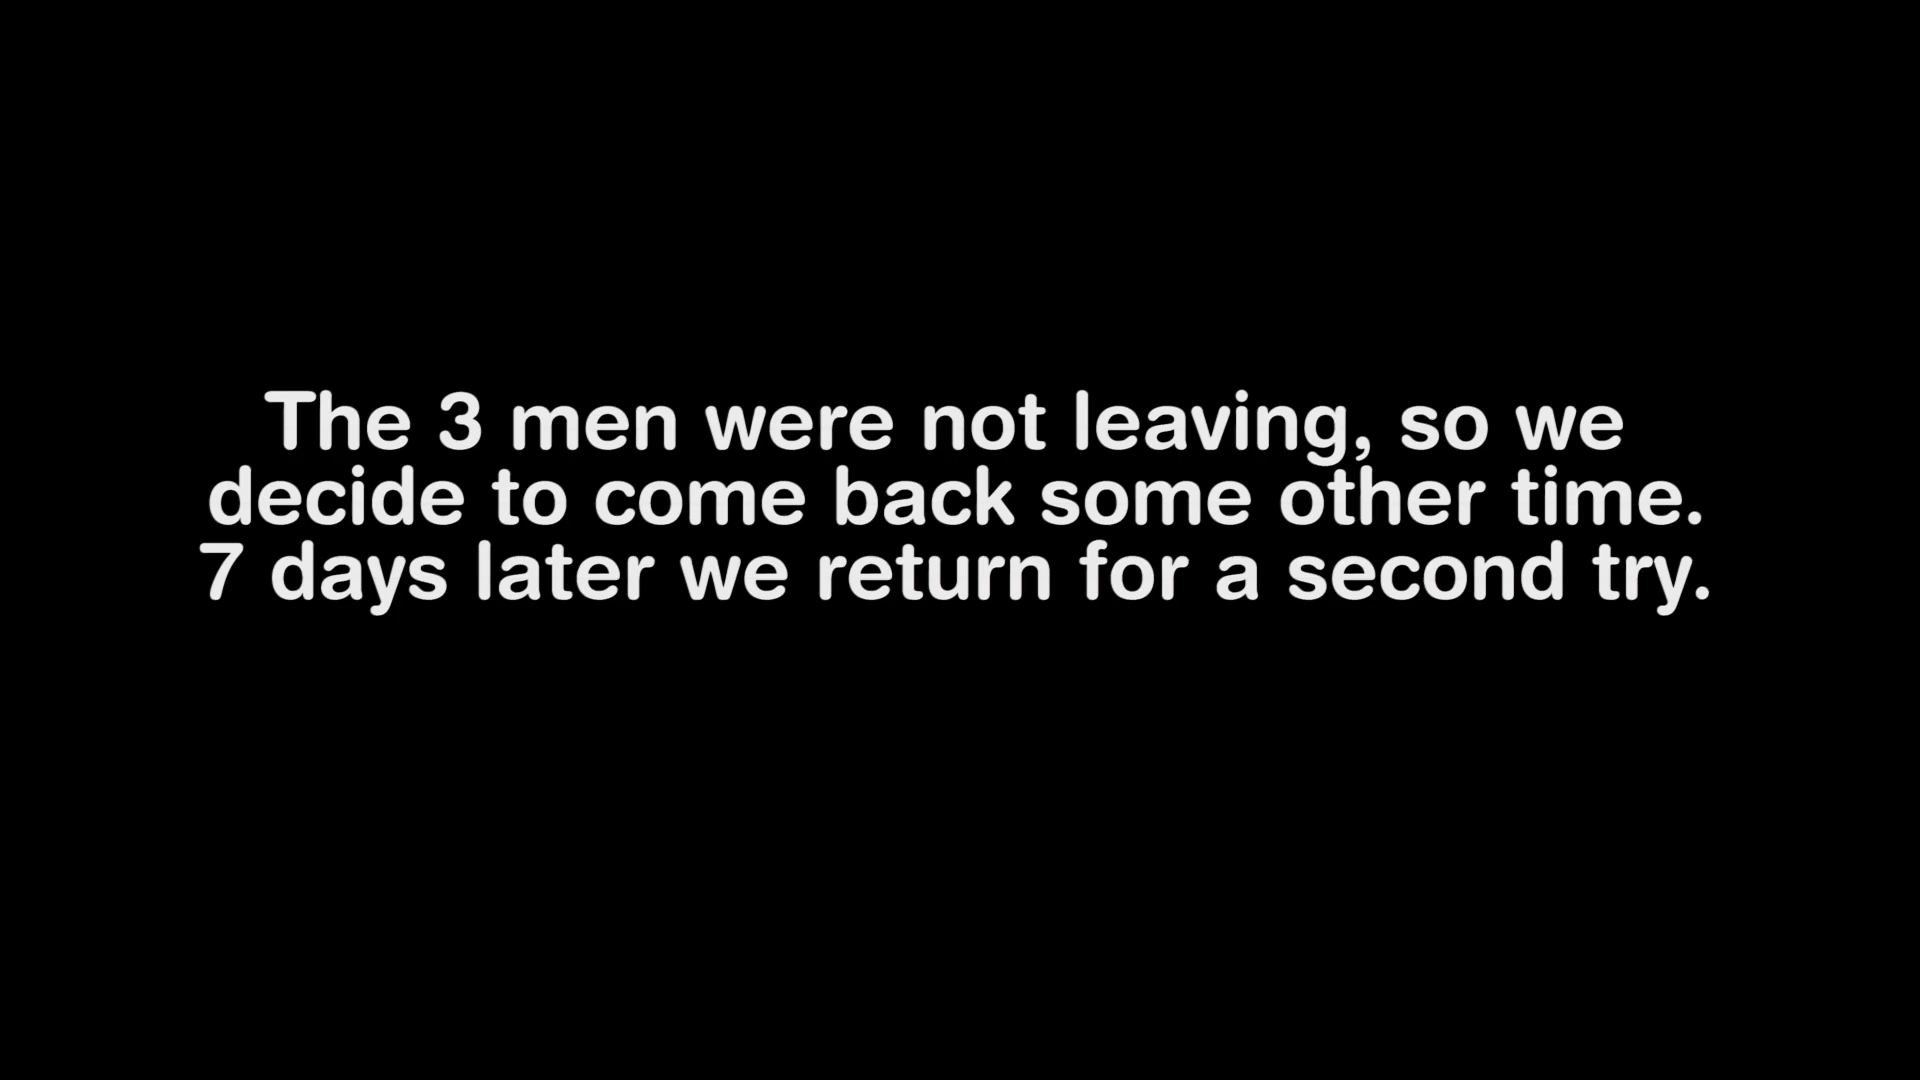 The 3 men were not leaving, so we
decide to come back some other time.
7 days later we return for a second try.